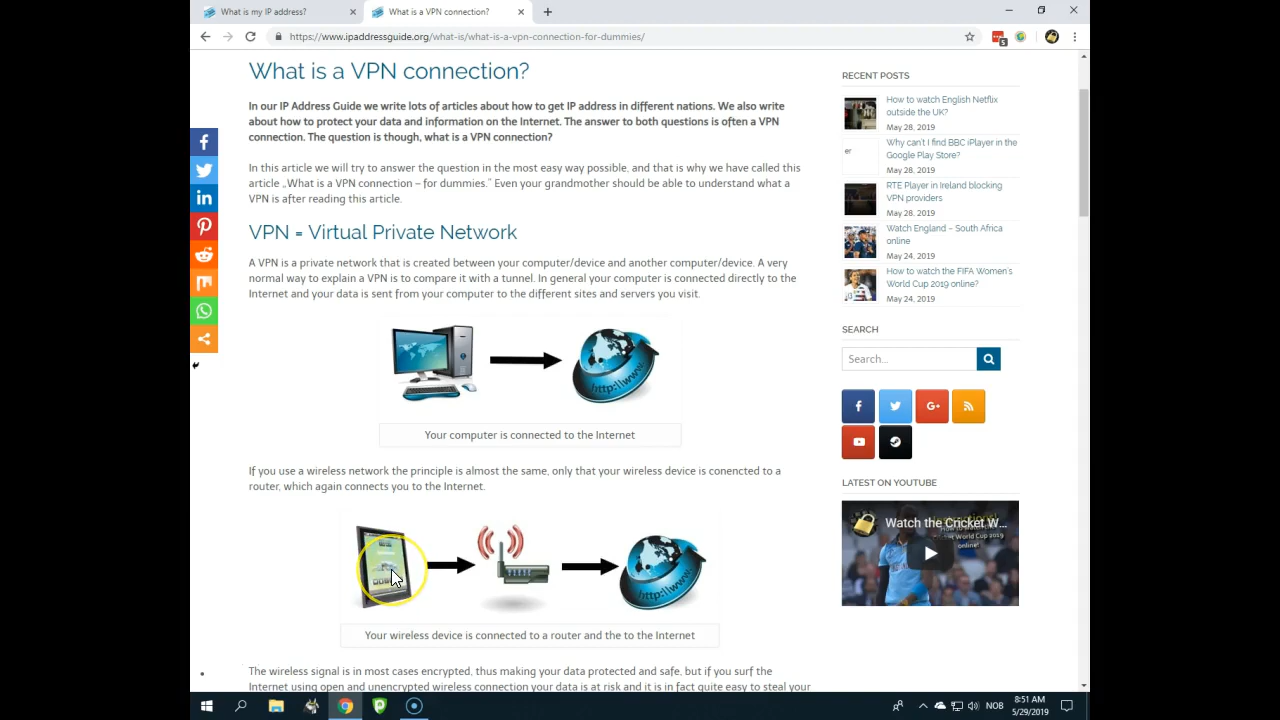 What is my IP address?
What is a VPN connection?
https://www.ipaddressguide.org/what-is/what-is-a-vpn-connection-for-dummies/
5
What is a VPN connection?
In our IP Address Guide we write lots of articles about how to get IP address in different nations. We also write
about how to protect your data and information on the Internet. The answer to both questions is often a VPN
connection. The question is though, what is a VPN connection?
In this article we will try to answer the question in the most easy way possible, and that is why we have called this
article „What is a VPN connection – for dummies.” Even your grandmother should be able to understand what a
VPN is after reading this article.
VPN = Virtual Private Network
A VPN is a private network that is created between your computer/device and another computer/device. A very
normal way to explain a VPN is to compare it with a tunnel. In general your computer is connected directly to the
Internet and your data is sent from your computer to the different sites and servers you visit.
http://www.
Your computer is connected to the Internet
If you use a wireless network the principle is almost the same, only that your wireless device is conencted to a
router, which again connects you to the Internet.
http://www.
Your wireless device is connected to a router and the to the Internet
The wireless signal is in most cases encrypted, thus making your data protected and safe, but if you surf the
Internet using open and unencrypted wireless connection your data is at risk and it is in fact quite easy to steal your
RECENT POSTS
How to watch English Netflix
outside the UK?
May 28, 2019
er
Why can't I find BBC iPlayer in the
Google Play Store?
May 28, 2019
RTE Player in Ireland blocking
VPN providers
May 28, 2019
Watch England – South Africa
online
May 24, 2019
How to watch the FIFA Women's
World Cup 2019 online?
May 24, 2019
SEARCH
Search...
G+
LATEST ON YOUTUBE
Watch the Cricket W...
World Cup 2019
online!
NOB
8:51 AM
5/29/2019